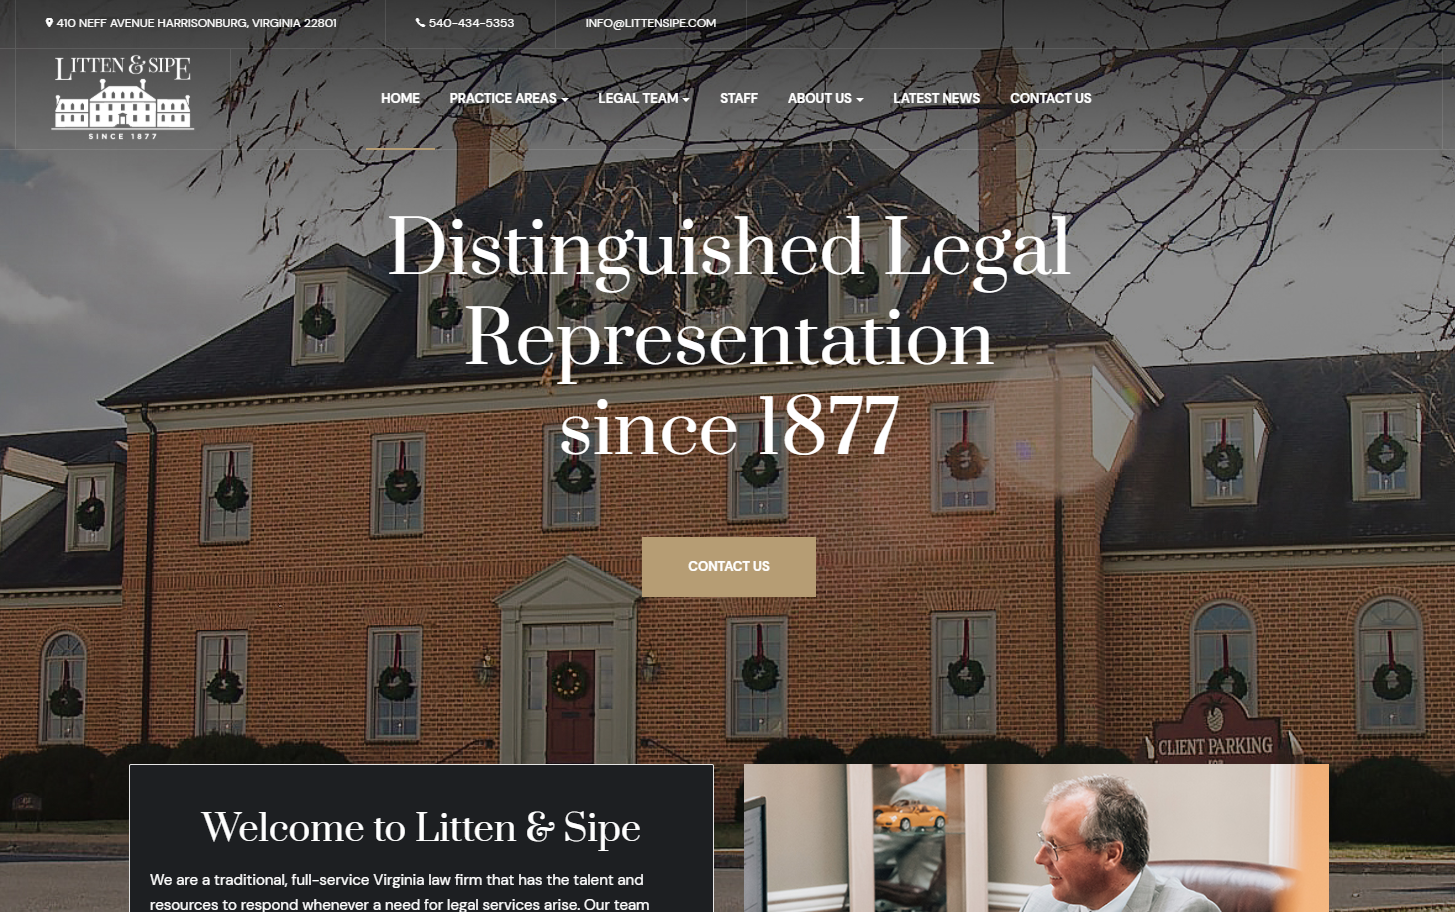 410 NEFF AVENUE HARRISONBURG, VIRGINIA 22801
540-434-5353
INFO@LITTENSIPE.COM
LITTEN & SIPE
SINCE 1877
HOME
PRACTICE AREAS
LEGAL TEAM
STAFF
ABOUT US
LATEST NEWS
CONTACT US
Distinguished Legal
Representation
since 1877
CONTACT US
CLIENT PARKING
Welcome to Litten & Sipe
We are a traditional, full-service Virginia law firm that has the talent and
resources to respond whenever a need for legal services arise. Our team